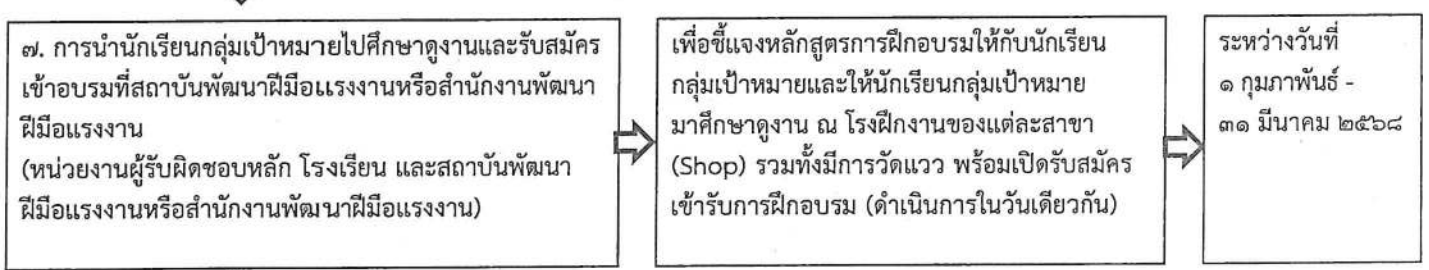 ๗. การนำนักเรียนกลุ่มเป้าหมายไปศึกษาดูงานและรับสมัคร
เข้าอบรมที่สถาบันพัฒนาฝีมือแรงงานหรือสำนักงานพัฒนา
ฝีมือแรงงาน
(หน่วยงานผู้รับผิดชอบหลัก โรงเรียน และสถาบันพัฒนา
ฝีมือแรงงานหรือสำนักงานพัฒนาฝีมือแรงงาน)
เพื่อชี้แจงหลักสูตรการฝึกอบรมให้กับนักเรียน
กลุ่มเป้าหมายและให้นักเรียนกลุ่มเป้าหมาย
มาศึกษาดูงาน ณ โรงฝึกงานของแต่ละสาขา
(Shop) รวมทั้งมีการวัดแวว พร้อมเปิดรับสมัคร
เข้ารับการฝึกอบรม (ดำเนินการในวันเดียวกัน)
ระหว่างวันที่
๑ กุมภาพันธ์ -
๓๑ มีนาคม ๒๕๖๘